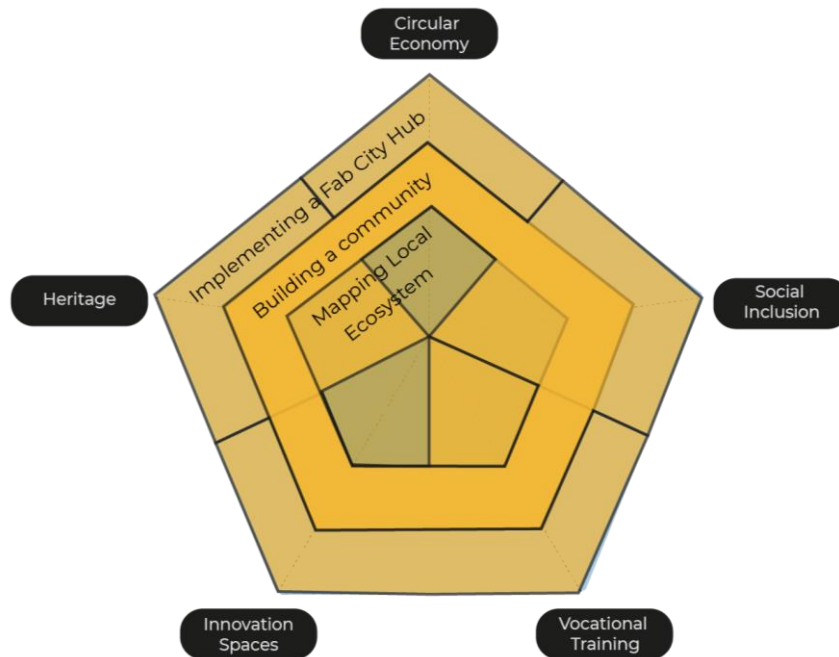 Circular
Economy
Implementing a Fab City Hub
Building a community
Mapping Local
Ecosystem
Heritage
Social
Inclusion
Innovation
Spaces
Vocational
Training